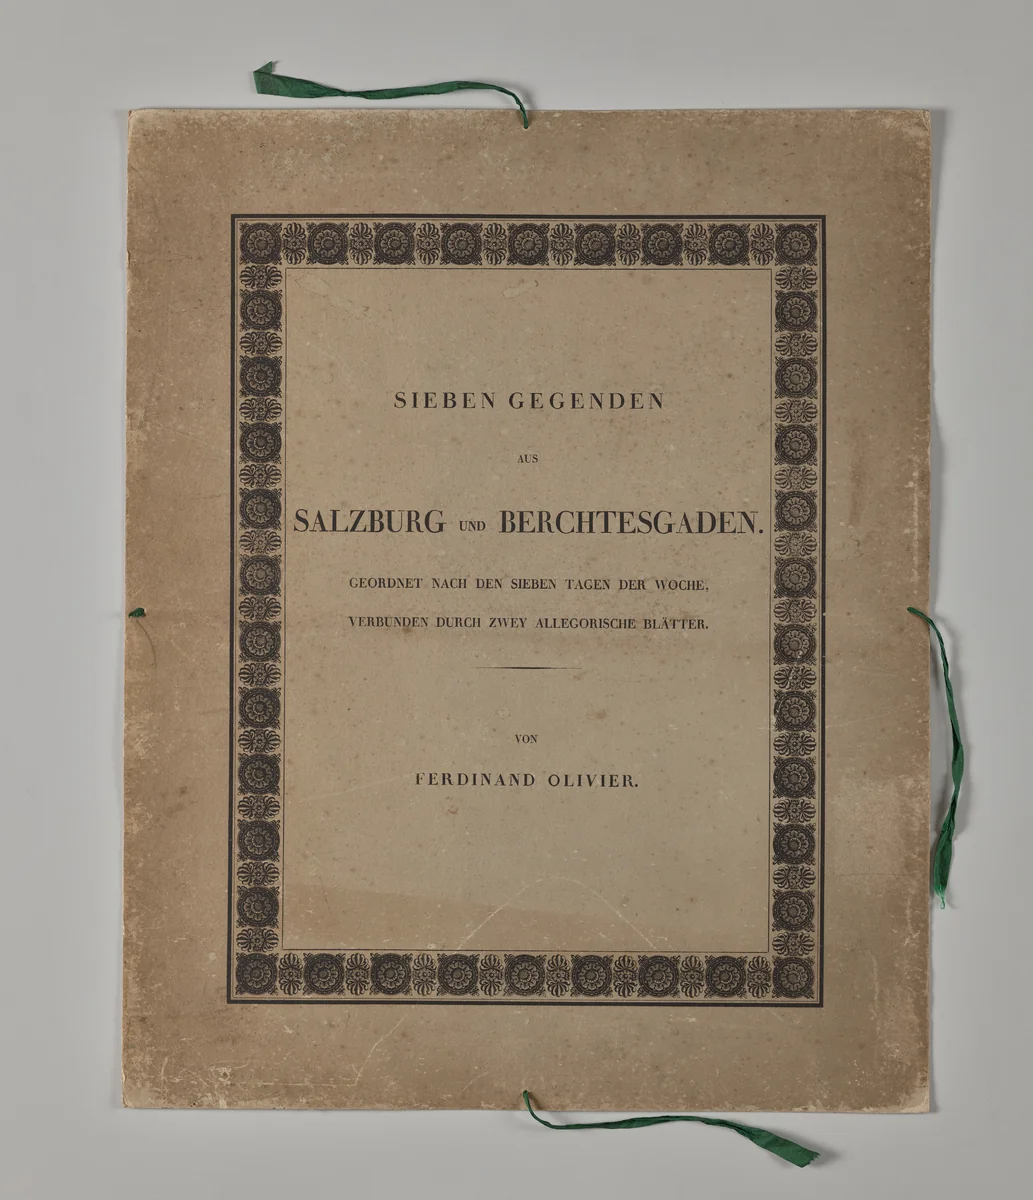 SIEBEN GEGENDEN
AUS
SALZBURG UND BERCHTESGADEN.
GEORDNET NACH DEN SIEBEN TAGEN DER WOCHE,
VERBUNDEN DURCH ZWEY ALLEGORISCHE BLÄTTER.
VON
FERDINAND OLIVIER.